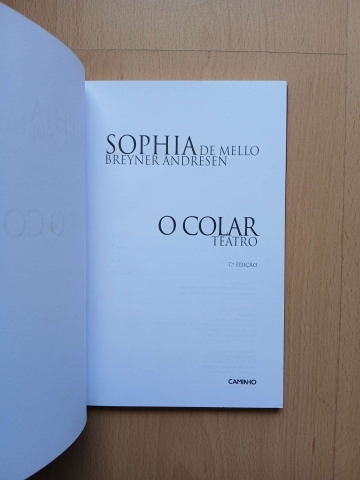 SOPHIA DE MELLO
BREYNER ANDRESEN
O COLAR
TEATRO
7.ª EDIÇÃO
CAMINHO